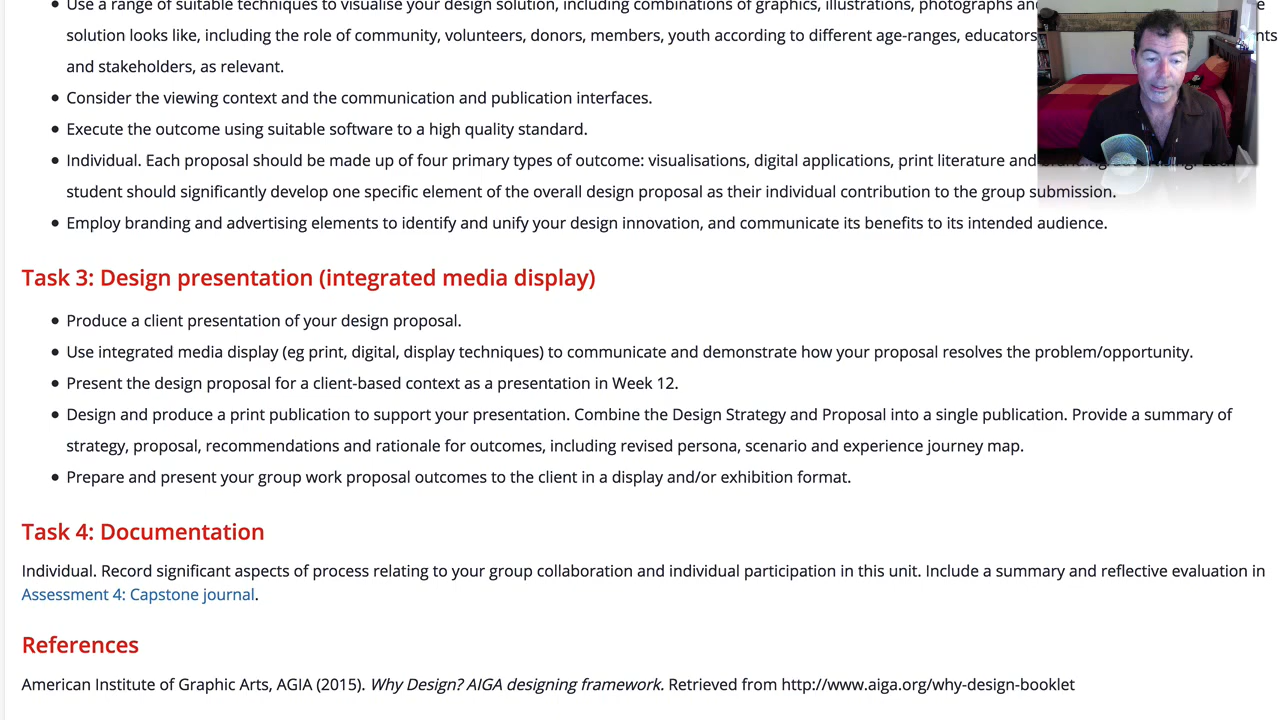 Use a range of suitable techniques to visualise your design solution, including combinations of graphics, illustrations, photographs
solution looks like, including the role of community, volunteers, donors, members, youth according to different age-ranges, educators
and stakeholders, as relevant.
Consider the viewing context and the communication and publication interfaces.
Execute the outcome using suitable software to a high quality standard.
Individual. Each proposal should be made up of four primary types of outcome: visualisations, digital applications, print literature and
student should significantly develop one specific element of the overall design proposal as their individual contribution to the group submission.
Employ branding and advertising elements to identify and unify your design innovation, and communicate its benefits to its intended audience.
Task 3: Design presentation (integrated media display)
Produce a client presentation of your design proposal.
Use integrated media display (eg print, digital, display techniques) to communicate and demonstrate how your proposal resolves the problem/opportunity.
Present the design proposal for a client-based context as a presentation in Week 12.
Design and produce a print publication to support your presentation. Combine the Design Strategy and Proposal into a single publication. Provide a summary of
strategy, proposal, recommendations and rationale for outcomes, including revised persona, scenario and experience journey map.
Prepare and present your group work proposal outcomes to the client in a display and/or exhibition format.
Task 4: Documentation
Individual. Record significant aspects of process relating to your group collaboration and individual participation in this unit. Include a summary and reflective evaluation in
Assessment 4: Capstone journal.
References
American Institute of Graphic Arts, AGIA (2015). Why Design? AIGA designing framework. Retrieved from http://www.aiga.org/why-design-booklet